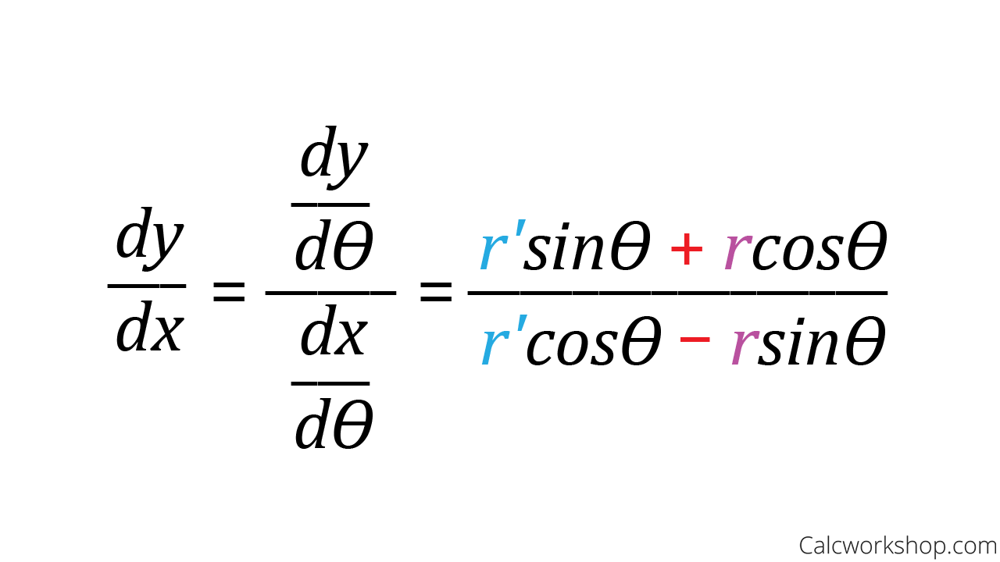 dy/dx = (dy/dθ)/(dx/dθ) = (r′sinθ + rcosθ)/(r′cosθ − rsinθ)
Calcworkshop.com